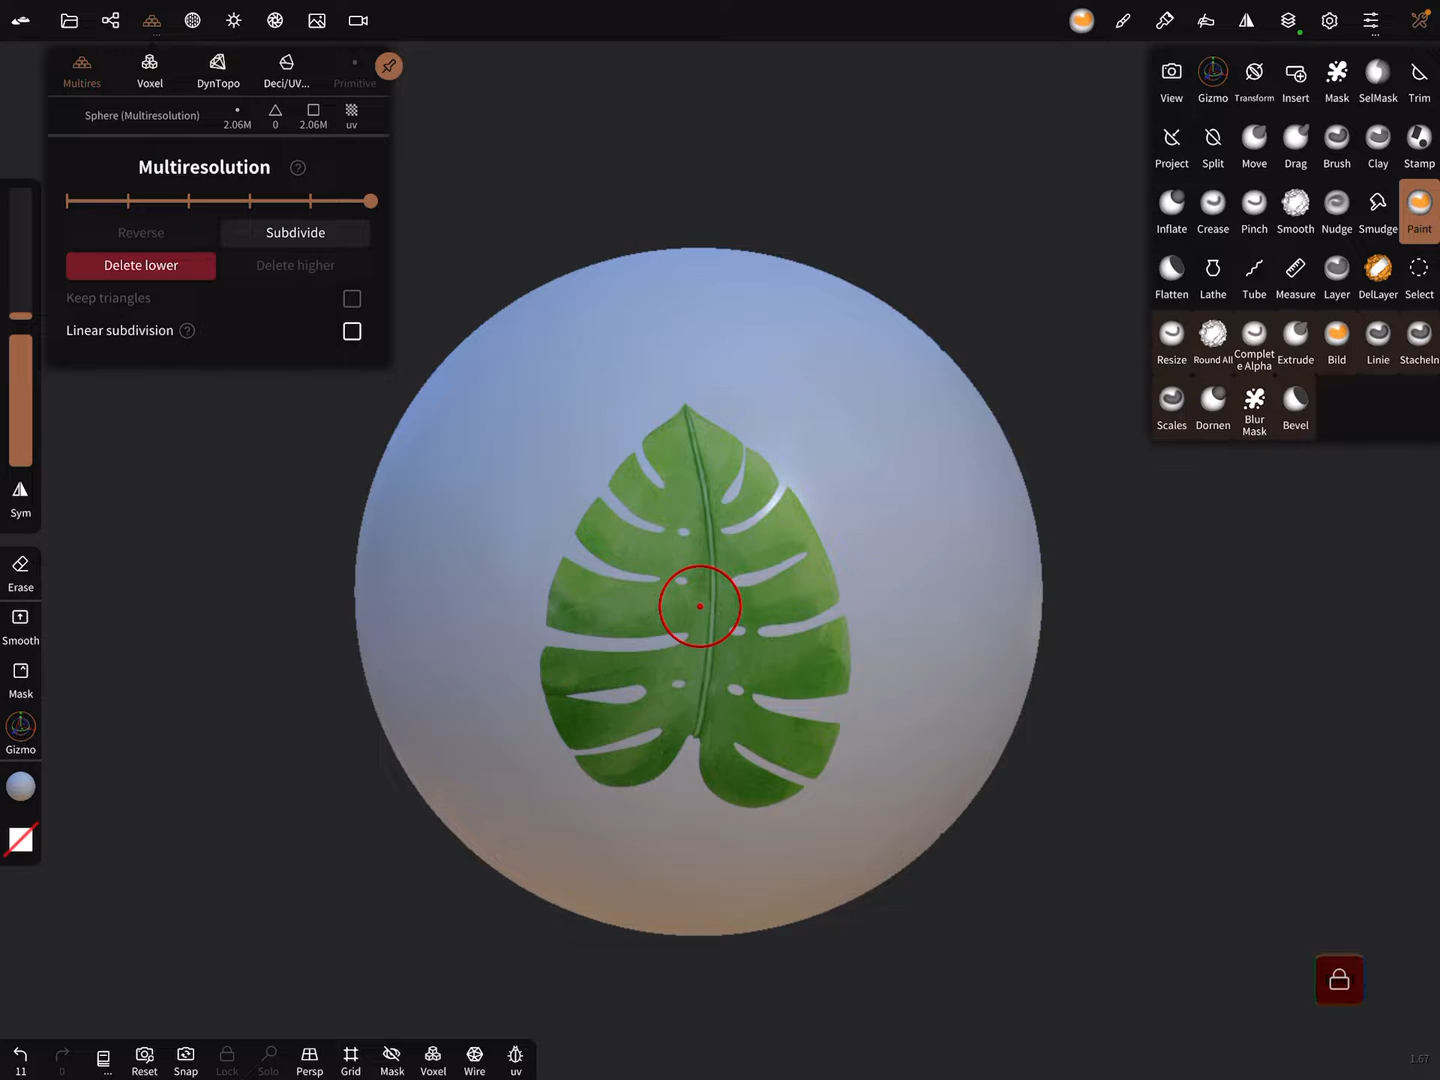 Multires Voxel DynTopo Deci/UV... Primitive
Sphere (Multiresolution) 2.06M 0 2.06M uv
Multiresolution ?
Reverse Subdivide
Delete lower Delete higher
Keep triangles
Linear subdivision ?
View Gizmo Transform Insert Mask SelMask Trim
Project Split Move Drag Brush Clay Stamp
Inflate Crease Pinch Smooth Nudge Smudge Paint
Flatten Lathe Tube Measure Layer DelLayer Select
Resize Round All Complet
e Alpha Extrude Bild Linie Stacheln
Scales Dornen Blur
Mask Bevel
Sym
Erase
Smooth
Mask
Gizmo
11 0 ... Reset Snap Lock Solo Persp Grid Mask Voxel Wire uv
1.67